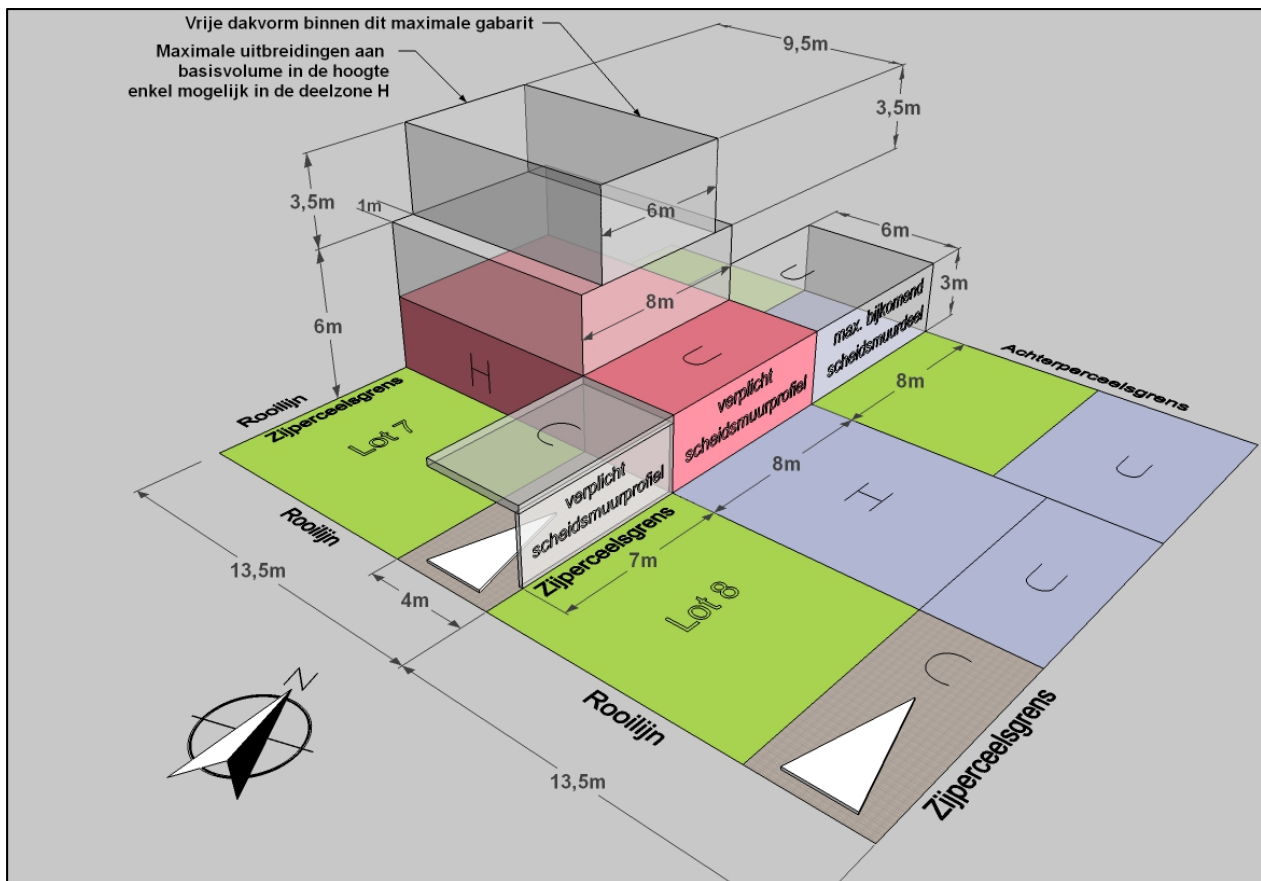 Vrije dakvorm binnen dit maximale gabarit
Maximale uitbreidingen aan
basisvolume in de hoogte
enkel mogelijk in de deelzone H
9,5m
3,5m
3,5m
1m
6m
6m
U
6m
3m
8m
max. bijkomend
scheidsmuurdeel
H
U
verplicht
scheidsmuurprofiel
Achterperceelsgrens
8m
Rooilijn
Zijperceelsgrens
Lot 7
C
verplicht
scheidsmuurprofiel
8m
H
U
U
Rooilijn
Zijperceelsgrens
7m
13,5m
4m
Lot 8
C
N
Rooilijn
Zijperceelsgrens
13,5m